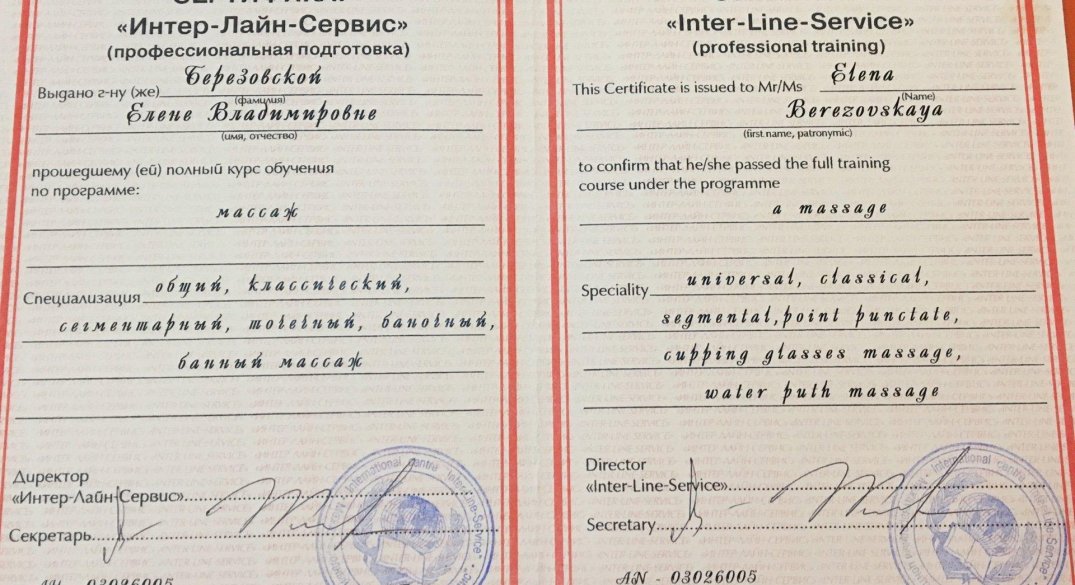 «Интер-Лайн-Сервис»
(профессиональная подготовка)
Выдано г-ну (же) Березовской
(фамилия)
Елене Владимировне
(имя, отчество)
прошедшему (ей) полный курс обучения
по программе:
массаж
Специализация общий, классический,
сегментарный, точечный, баночный,
банный массаж
Директор
«Интер-Лайн-Сервис»
Секретарь
AN - 03026005
«Inter-Line-Service»
(professional training)
This Certificate is issued to Mr/Ms Elena
(Name)
Berezovskaya
(first name, patronymic)
to confirm that he/she passed the full training
course under the programme
a massage
Speciality universal, classical,
segmental, point punctate,
cupping glasses massage,
water puth massage
Director
«Inter-Line-Service»
Secretary
AN - 03026005